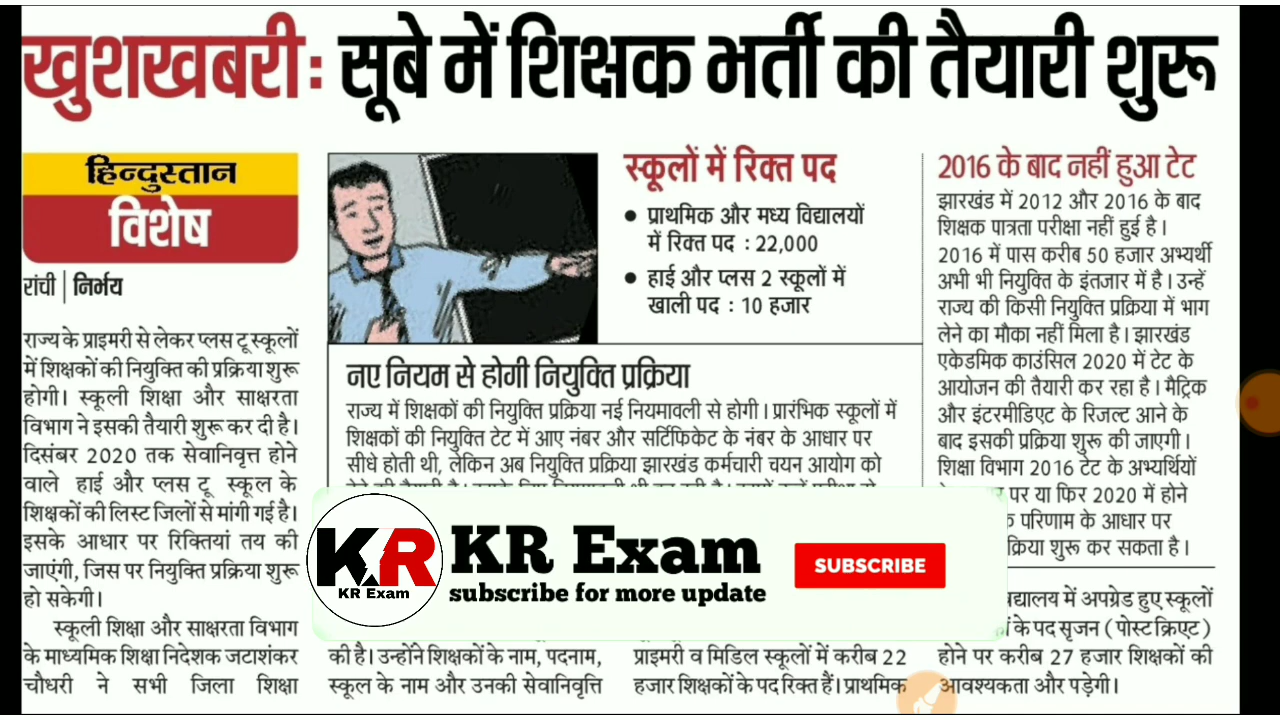 खुशखबरीः सूबे में शिक्षक भर्ती की तैयारी शुरू
हिन्दुस्तान
विशेष
रांची | निर्भय
राज्य के प्राइमरी से लेकर प्लस टू स्कूलों
में शिक्षकों की नियुक्ति की प्रक्रिया शुरू
होगी। स्कूली शिक्षा और साक्षरता
विभाग ने इसकी तैयारी शुरू कर दी है।
दिसंबर 2020 तक सेवानिवृत्त होने
वाले हाई और प्लस टू स्कूल के
शिक्षकों की लिस्ट जिलों से मांगी गई है।
इसके आधार पर रिक्तियां तय की
जाएंगी, जिस पर नियुक्ति प्रक्रिया शुरू
हो सकेगी।
स्कूली शिक्षा और साक्षरता विभाग
के माध्यमिक शिक्षा निदेशक जटाशंकर
चौधरी ने सभी जिला शिक्षा
स्कूलों में रिक्त पद
● प्राथमिक और मध्य विद्यालयों
में रिक्त पद : 22,000
● हाई और प्लस 2 स्कूलों में
खाली पद : 10 हजार
नए नियम से होगी नियुक्ति प्रक्रिया
राज्य में शिक्षकों की नियुक्ति प्रक्रिया नई नियमावली से होगी। प्रारंभिक स्कूलों में
शिक्षकों की नियुक्ति टेट में आए नंबर और सर्टिफिकेट के नंबर के आधार पर
सीधे होती थी, लेकिन अब नियुक्ति प्रक्रिया झारखंड कर्मचारी चयन आयोग को
KR Exam
KR Exam
subscribe for more update
SUBSCRIBE
की है। उन्होंने शिक्षकों के नाम, पदनाम,
स्कूल के नाम और उनकी सेवानिवृत्ति
प्राइमरी व मिडिल स्कूलों में करीब 22
हजार शिक्षकों के पद रिक्त हैं। प्राथमिक
2016 के बाद नहीं हुआ टेट
झारखंड में 2012 और 2016 के बाद
शिक्षक पात्रता परीक्षा नहीं हुई है।
2016 में पास करीब 50 हजार अभ्यर्थी
अभी भी नियुक्ति के इंतजार में है। उन्हें
राज्य की किसी नियुक्ति प्रक्रिया में भाग
लेने का मौका नहीं मिला है। झारखंड
एकेडमिक काउंसिल 2020 में टेट के
आयोजन की तैयारी कर रहा है। मैट्रिक
और इंटरमीडिएट के रिजल्ट आने के
बाद इसकी प्रक्रिया शुरू की जाएगी।
शिक्षा विभाग 2016 टेट के अभ्यर्थियों
पर या फिर 2020 में होने
परिणाम के आधार पर
शुरू कर सकता है।
में अपग्रेड हुए स्कूलों
के पद सृजन (पोस्ट क्रिएट)
होने पर करीब 27 हजार शिक्षकों की
आवश्यकता और पड़ेगी।